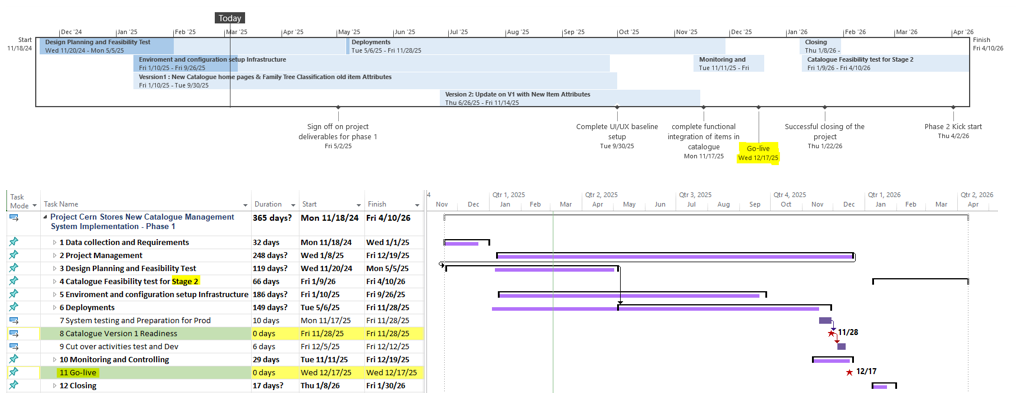 Today
Dec '24 Jan '25 Feb '25 Mar '25 Apr '25 May '25 Jun '25 Jul '25 Aug '25 Sep '25 Oct '25 Nov '25 Dec '25 Jan '26 Feb '26 Mar '26 Apr '26
Start
11/18/24
Finish
Fri 4/10/26
Design Planning and Feasibility Test
Wed 11/20/24 - Mon 5/5/25
Deployments
Tue 5/6/25 - Fri 11/28/25
Closing
Thu 1/8/26 -
Enviroment and configuration setup Infrastructure
Fri 1/10/25 - Fri 9/26/25
Monitoring and
Tue 11/11/25 - Fri
Catalogue Feasibility test for Stage 2
Fri 1/9/26 - Fri 4/10/26
Version1 : New Catalogue home pages & Family Tree Classification old item Attributes
Fri 1/10/25 - Tue 9/30/25
Version 2: Update on V1 with New Item Attributes
Thu 6/26/25 - Fri 11/14/25
Sign off on project
deliverables for phase 1
Fri 5/2/25
Complete UI/UX baseline
setup
Tue 9/30/25
complete functional
integration of items in
catalogue
Mon 11/17/25
Go-live
Wed 12/17/25
Successful closing of the
project
Thu 1/22/26
Phase 2 Kick start
Thu 4/2/26
Task
Mode Task Name Duration Start Finish
4 Qtr 1, 2025 Qtr 2, 2025 Qtr 3, 2025 Qtr 4, 2025 Qtr 1, 2026 Qtr 2, 2026
Nov Dec Jan Feb Mar Apr May Jun Jul Aug Sep Oct Nov Dec Jan Feb Mar Apr
Project Cern Stores New Catalogue Management
System Implementation - Phase 1 365 days? Mon 11/18/24 Fri 4/10/26
1 Data collection and Requirements 32 days Mon 11/18/24 Wed 1/1/25
2 Project Management 248 days? Wed 1/8/25 Fri 12/19/25
3 Design Planning and Feasibility Test 119 days? Wed 11/20/24 Mon 5/5/25
4 Catalogue Feasibility test for Stage 2 66 days Fri 1/9/26 Fri 4/10/26
5 Enviroment and configuration setup Infrastructure 186 days? Fri 1/10/25 Fri 9/26/25
6 Deployments 149 days? Tue 5/6/25 Fri 11/28/25
7 System testing and Preparation for Prod 10 days Mon 11/17/25 Fri 11/28/25
8 Catalogue Version 1 Readiness 0 days Fri 11/28/25 Fri 11/28/25 11/28
9 Cut over activities test and Dev 6 days Fri 12/5/25 Fri 12/12/25
10 Monitoring and Controlling 29 days Tue 11/11/25 Fri 12/19/25
11 Go-live 0 days Wed 12/17/25 Wed 12/17/25 12/17
12 Closing 17 days? Thu 1/8/26 Fri 1/30/26